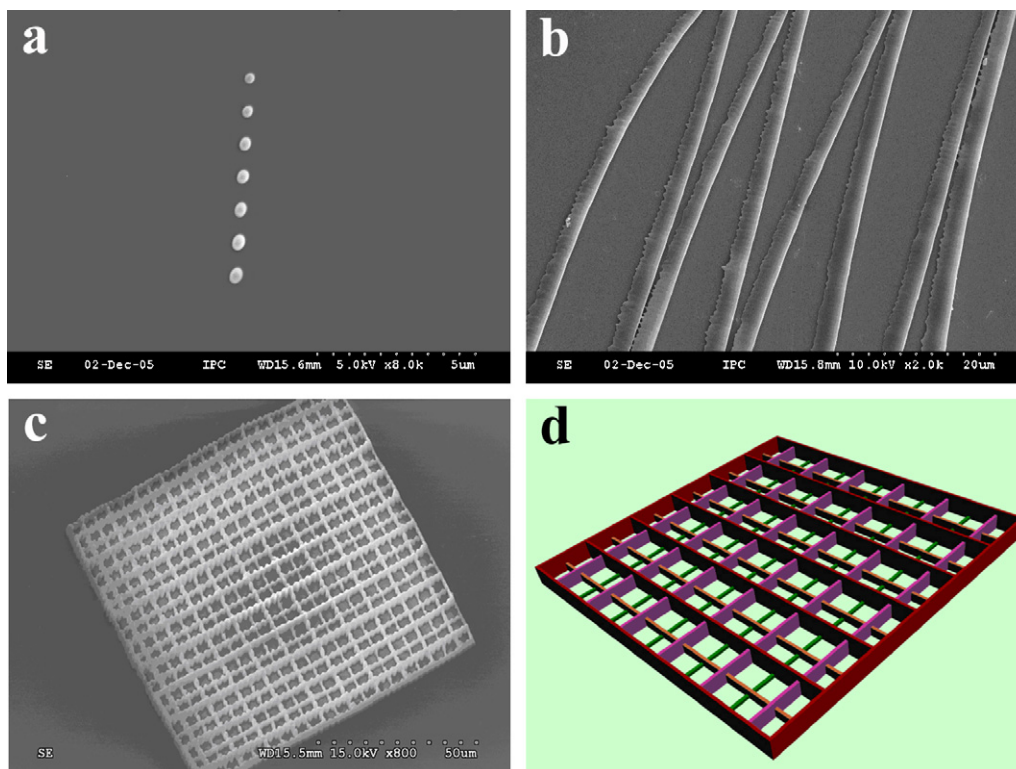 a
SE 02-Dec-05 IPC WD15.6mm 5.0kV x8.0k 5um
b
SE 02-Dec-05 IPC WD15.8mm 10.0kV x2.0k 20um
c
SE WD15.5mm 15.0kV x800 50um
d